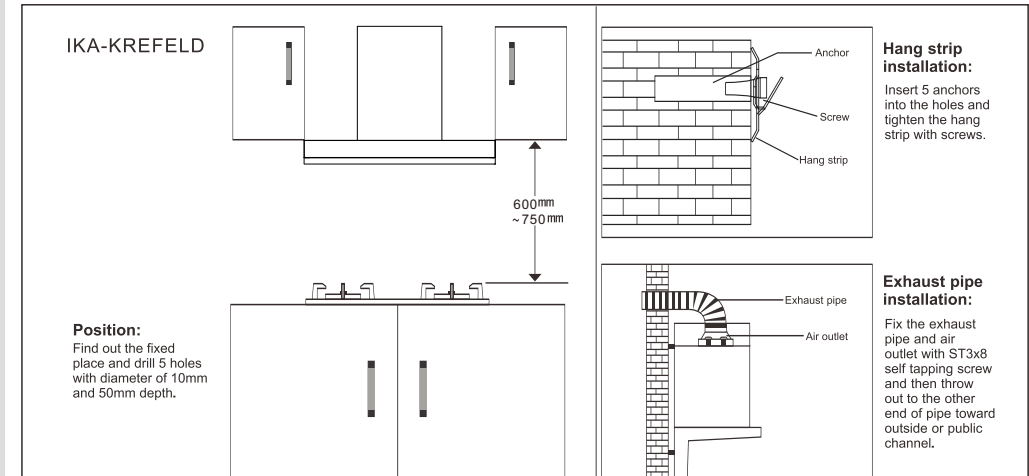 IKA-KREFELD
600mm
~750mm
Position:
Find out the fixed
place and drill 5 holes
with diameter of 10mm
and 50mm depth.
Anchor
Screw
Hang strip
Hang strip
installation:
Insert 5 anchors
into the holes and
tighten the hang
strip with screws.
Exhaust pipe
Air outlet
Exhaust pipe
installation:
Fix the exhaust
pipe and air
outlet with ST3x8
self tapping screw
and then throw
out to the other
end of pipe toward
outside or public
channel.